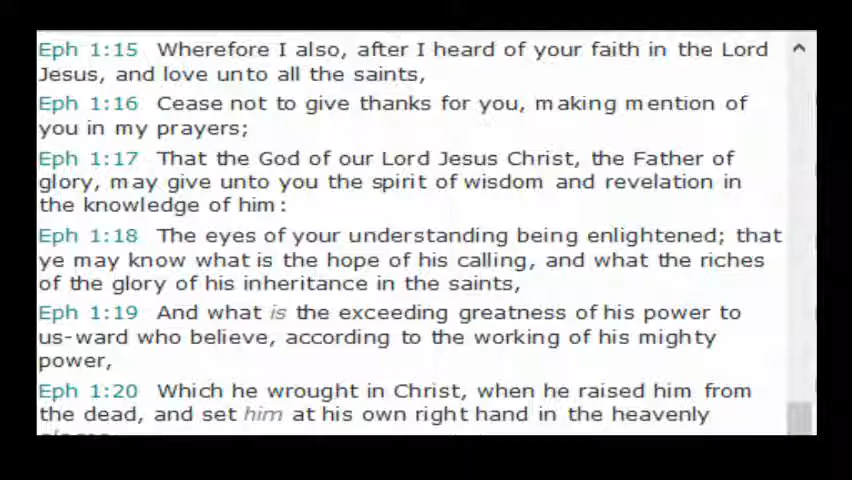 Eph 1:15 Wherefore I also, after I heard of your faith in the Lord
Jesus, and love unto all the saints,
Eph 1:16 Cease not to give thanks for you, making mention of
you in my prayers;
Eph 1:17 That the God of our Lord Jesus Christ, the Father of
glory, may give unto you the spirit of wisdom and revelation in
the knowledge of him:
Eph 1:18 The eyes of your understanding being enlightened; that
ye may know what is the hope of his calling, and what the riches
of the glory of his inheritance in the saints,
Eph 1:19 And what is the exceeding greatness of his power to
us-ward who believe, according to the working of his mighty
power,
Eph 1:20 Which he wrought in Christ, when he raised him from
the dead, and set him at his own right hand in the heavenly